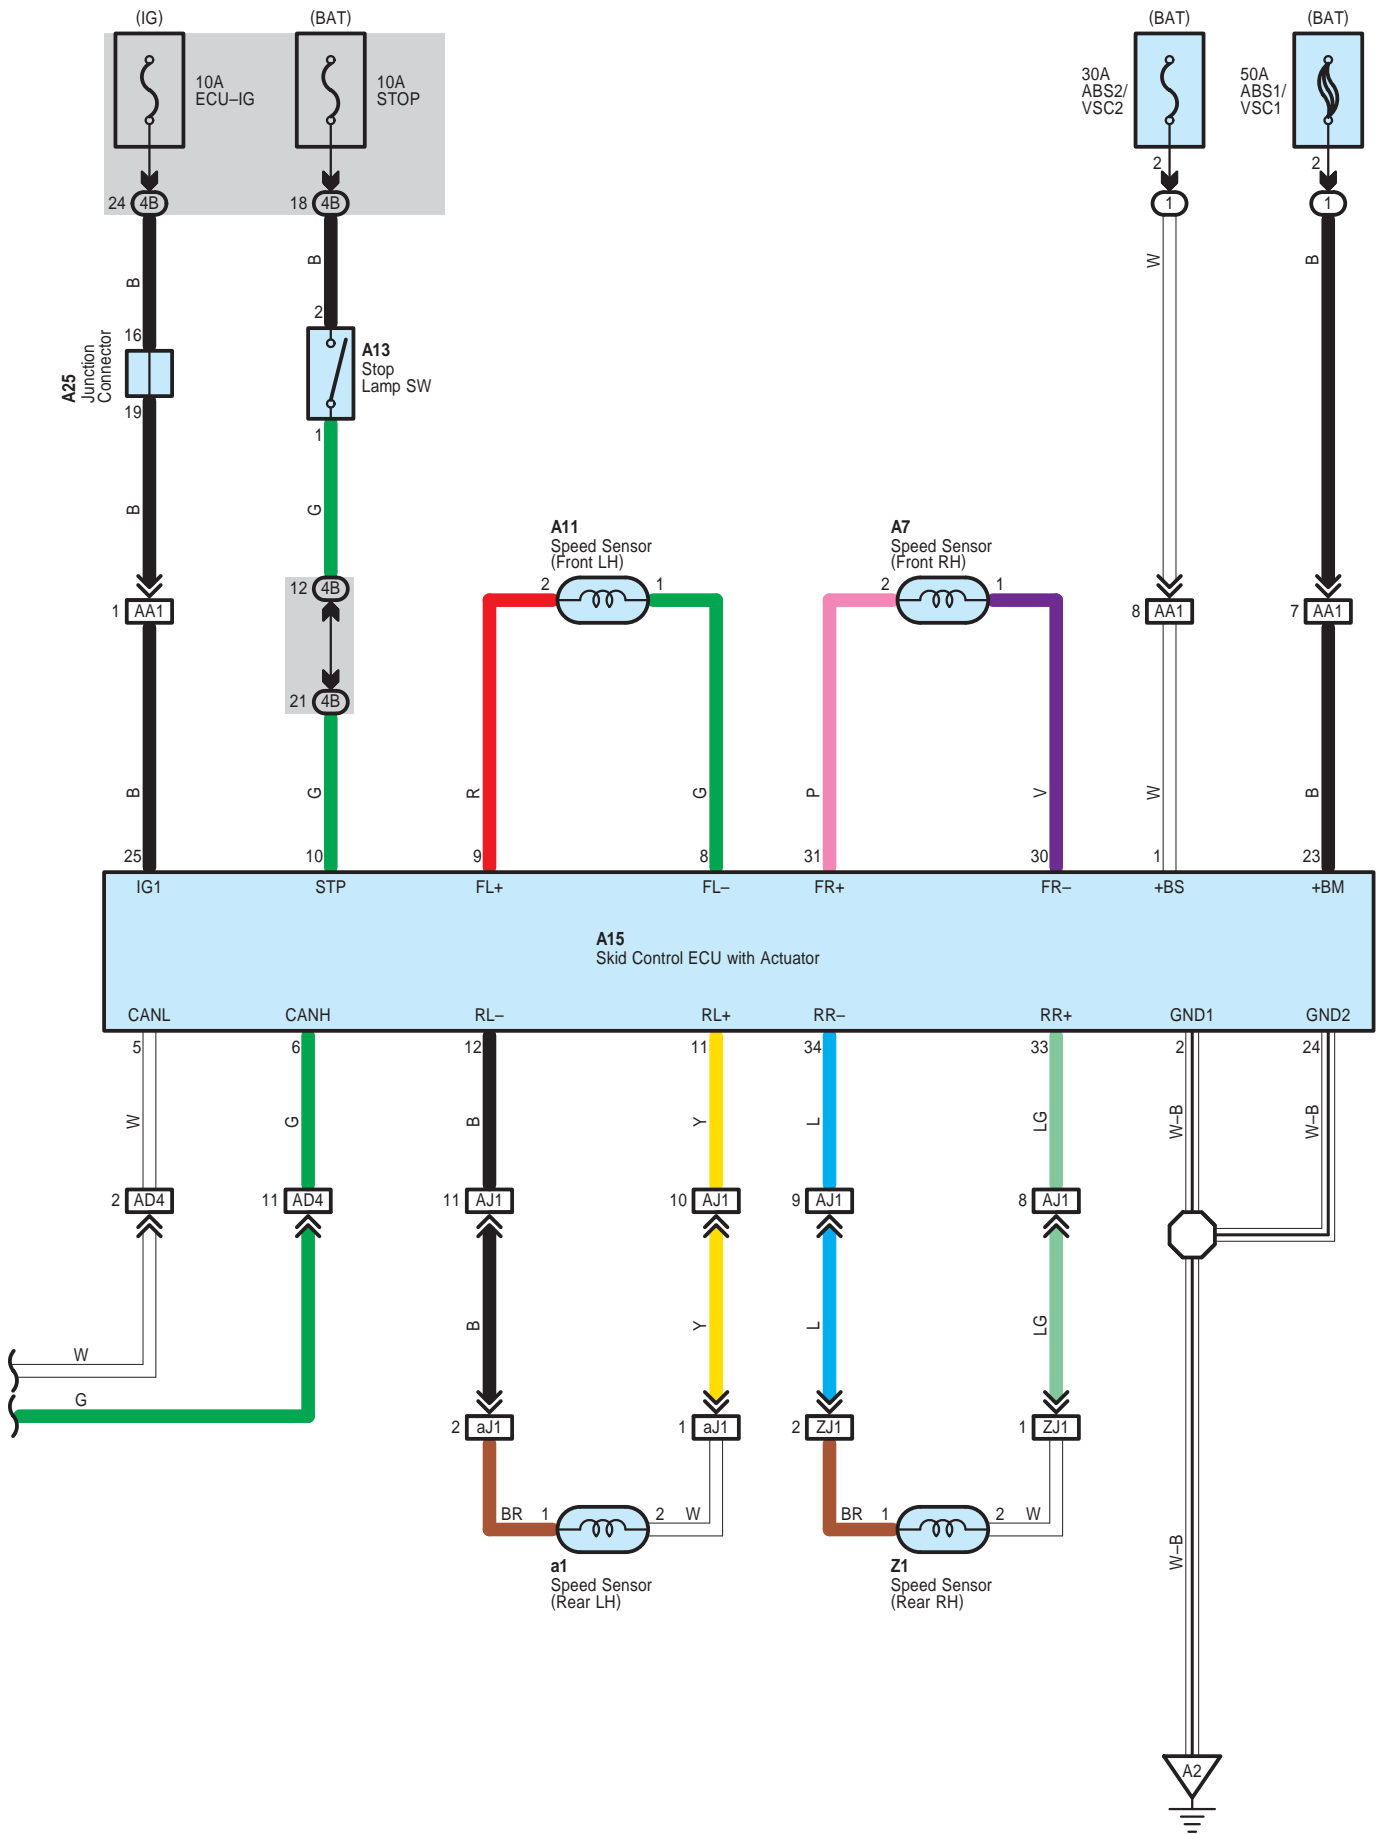 (IG)
(BAT)
(BAT)
(BAT)
10A
ECU–IG
10A
STOP
30A
ABS2/
VSC2
50A
ABS1/
VSC1
2
2
24 4B
18 4B
1
1
B
B
W
B
16
2
A25
Junction
Connector
A13
Stop
Lamp SW
19
1
B
G
A11
Speed Sensor
(Front LH)
A7
Speed Sensor
(Front RH)
12 4B
2
1
2
1
1 AA1
8 AA1
7 AA1
21 4B
B
G
R
G
P
V
W
B
25
10
9
8
31
30
1
23
IG1
STP
FL+
FL–
FR+
FR–
+BS
+BM
A15
Skid Control ECU with Actuator
CANL
CANH
RL–
RL+
RR–
RR+
GND1
GND2
5
6
12
11
34
33
2
24
W
G
B
Y
L
LG
W–B
W–B
2 AD4
11 AD4
11 AJ1
10 AJ1
9 AJ1
8 AJ1
B
Y
L
LG
W
G
2 aJ1
1 aJ1
2 ZJ1
1 ZJ1
BR 1
2 W
BR 1
2 W
W–B
a1
Speed Sensor
(Rear LH)
Z1
Speed Sensor
(Rear RH)
A2